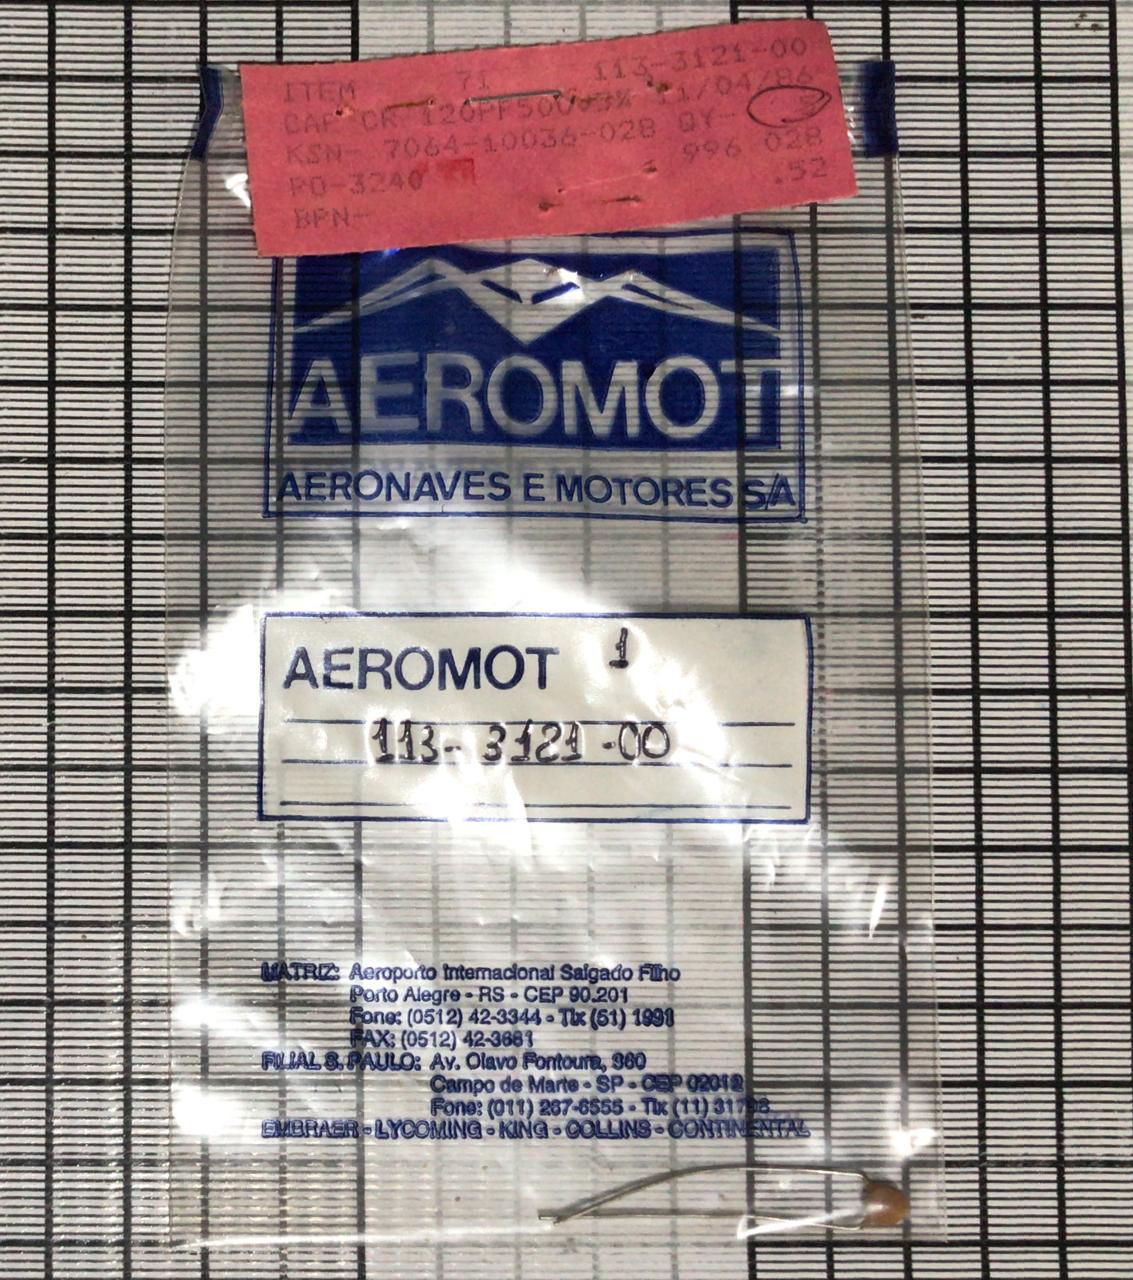 ITEM 71 113-3121-00
CAP CR 120PF50V 5% 11/04/86
KSN- 7064-10036-028 QY- 5
PO-3240 996 028
BPN- .52
AEROMOT
AERONAVES E MOTORES S/A
AEROMOT 1
113-3121-00
MATRIZ: Aeroporto Internacional Salgado Filho
Porto Alegre - RS - CEP 90.201
Fone: (0512) 42-3344 - Tlx (51) 1991
FAX: (0512) 42-3681
FILIAL S. PAULO: Av. Olavo Fontoura, 960
Campo de Marte - SP - CEP 02012
Fone: (011) 267-6555 - Tlx (11) 31798
EMBRAER - LYCOMING - KING - COLLINS - CONTINENTAL